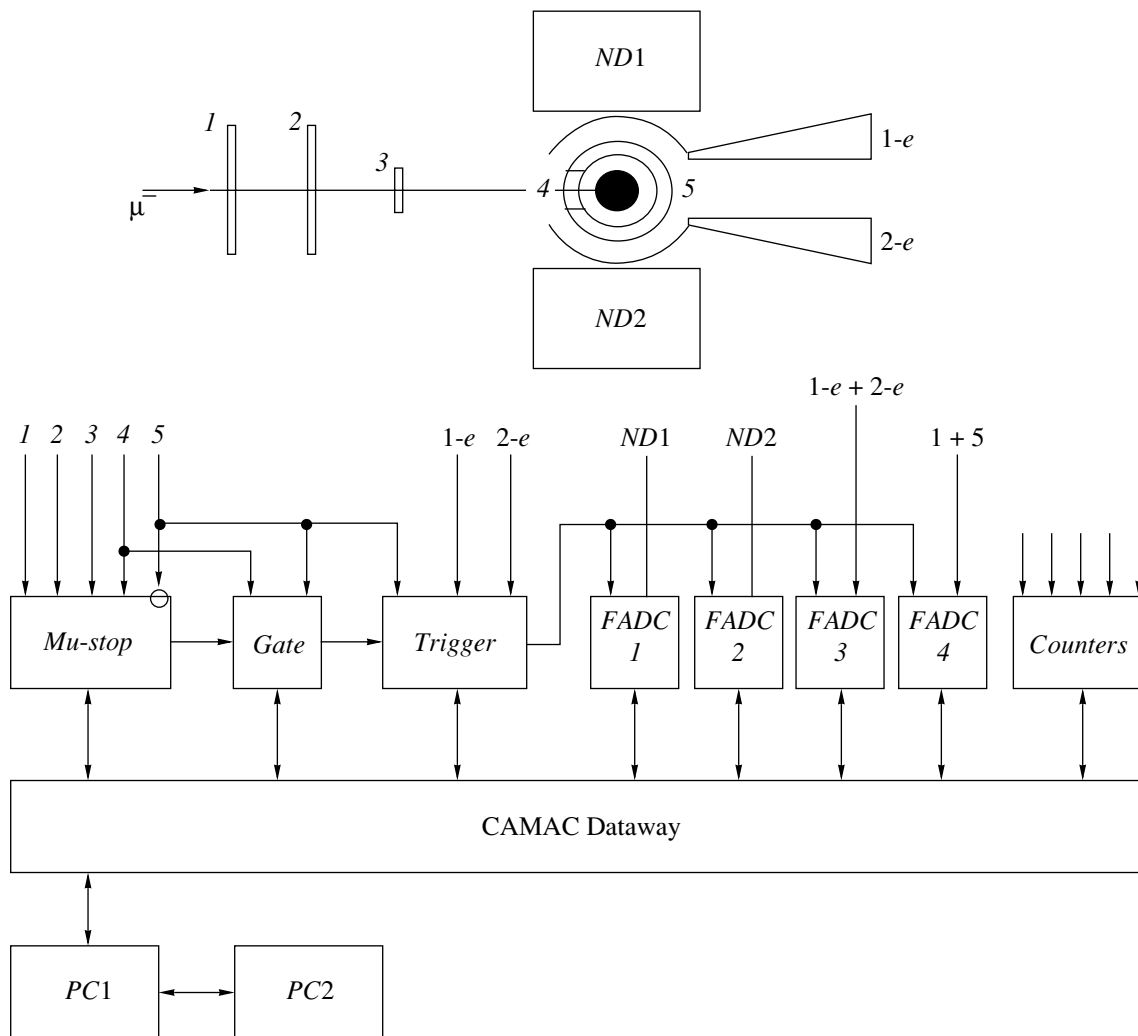 ND1
1
2
3
1-e
μ⁻
4
5
2-e
ND2
1-e + 2-e
1
2
3
4
5
1-e
2-e
ND1
ND2
1 + 5
Mu-stop
Gate
Trigger
FADC
1
FADC
2
FADC
3
FADC
4
Counters
CAMAC Dataway
PC1
PC2